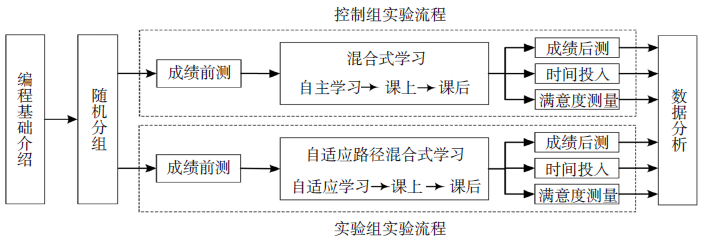 控制组实验流程
编程基础介绍
随机分组
成绩前测
混合式学习
自主学习 课上 课后
成绩后测
时间投入
满意度测量
成绩前测
自适应路径混合式学习
自适应学习 课上 课后
成绩后测
时间投入
满意度测量
数据分析
实验组实验流程